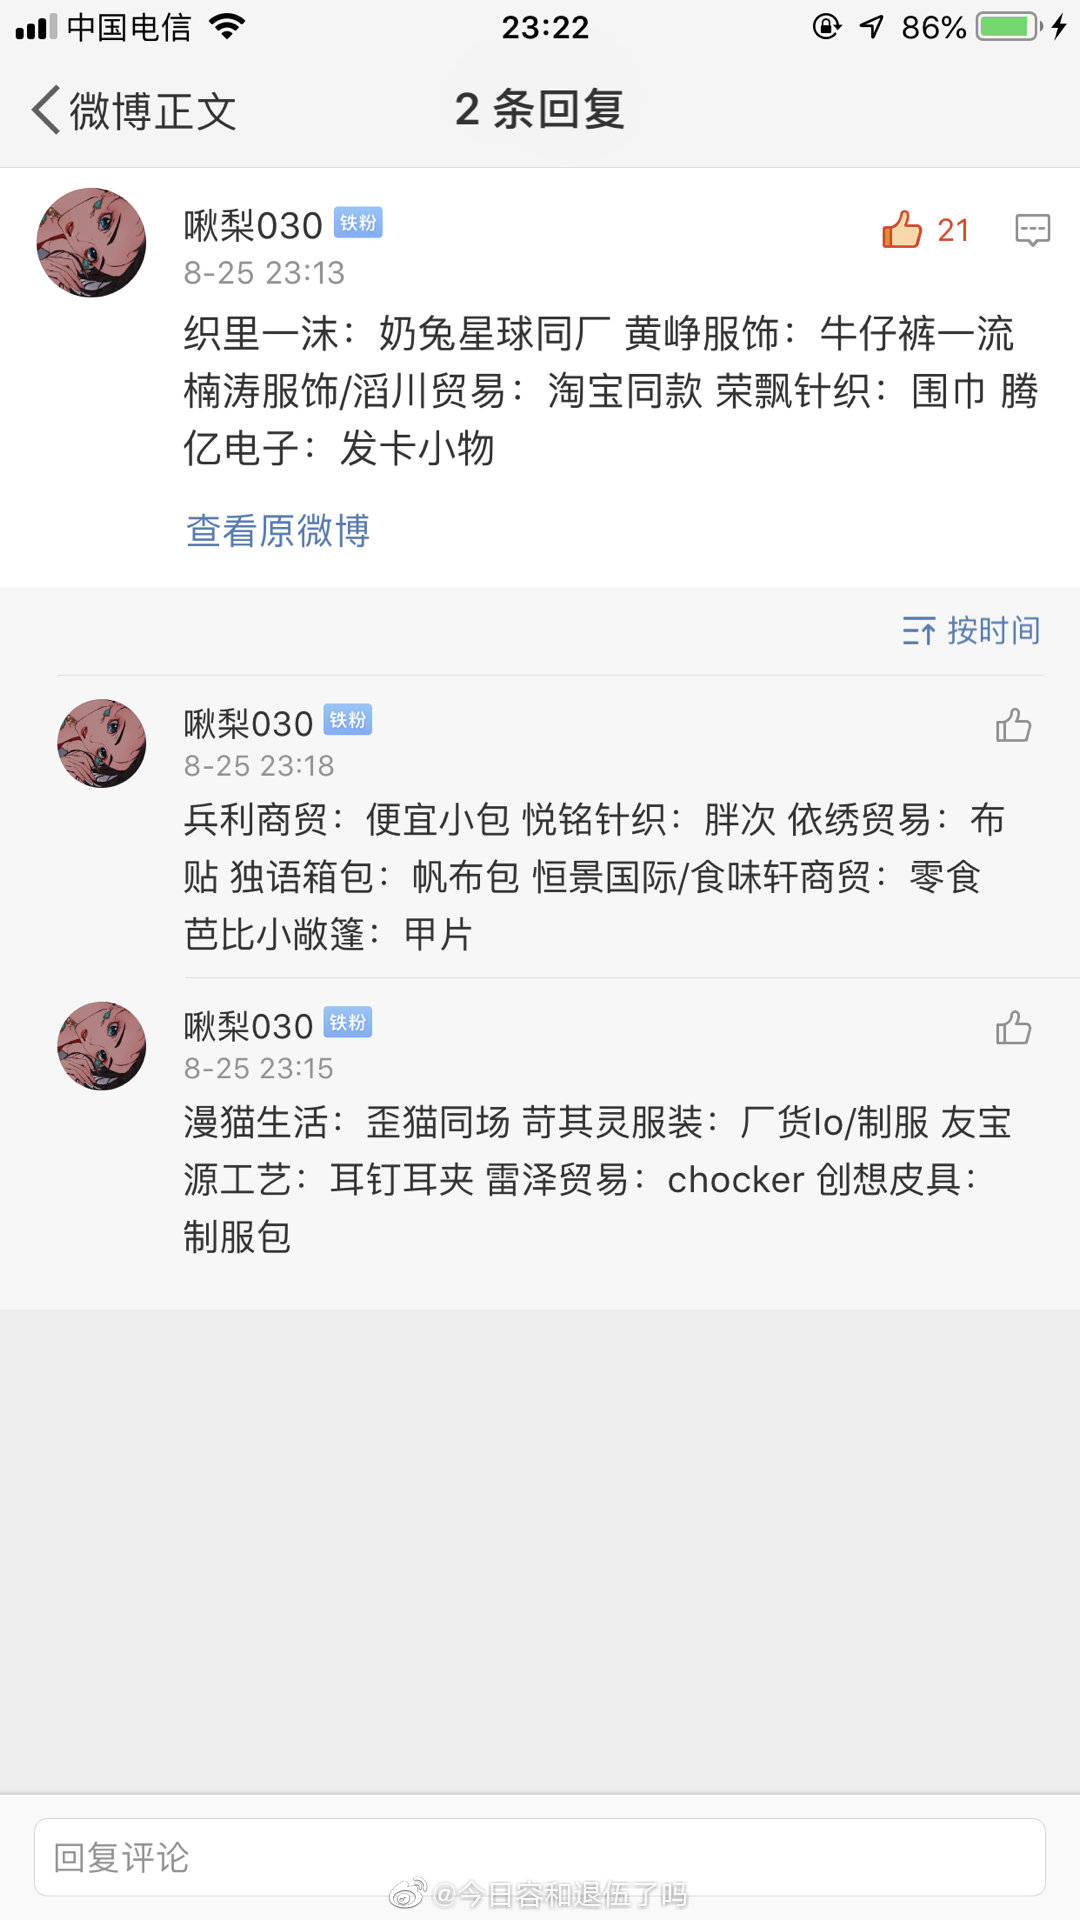 中国电信 23:22 86%
微博正文 2 条回复
啾梨030 铁粉 21
8-25 23:13
织里一沫：奶兔星球同厂 黄峥服饰：牛仔裤一流
楠涛服饰/滔川贸易：淘宝同款 荣飘针织：围巾 腾
亿电子：发卡小物
查看原微博
按时间
啾梨030 铁粉
8-25 23:18
兵利商贸：便宜小包 悦铭针织：胖次 依绣贸易：布
贴 独语箱包：帆布包 恒景国际/食味轩商贸：零食
芭比小敞篷：甲片
啾梨030 铁粉
8-25 23:15
漫猫生活：歪猫同场 苛其灵服装：厂货lo/制服 友宝
源工艺：耳钉耳夹 雷泽贸易：chocker 创想皮具：
制服包
回复评论
@今日容和退伍了吗